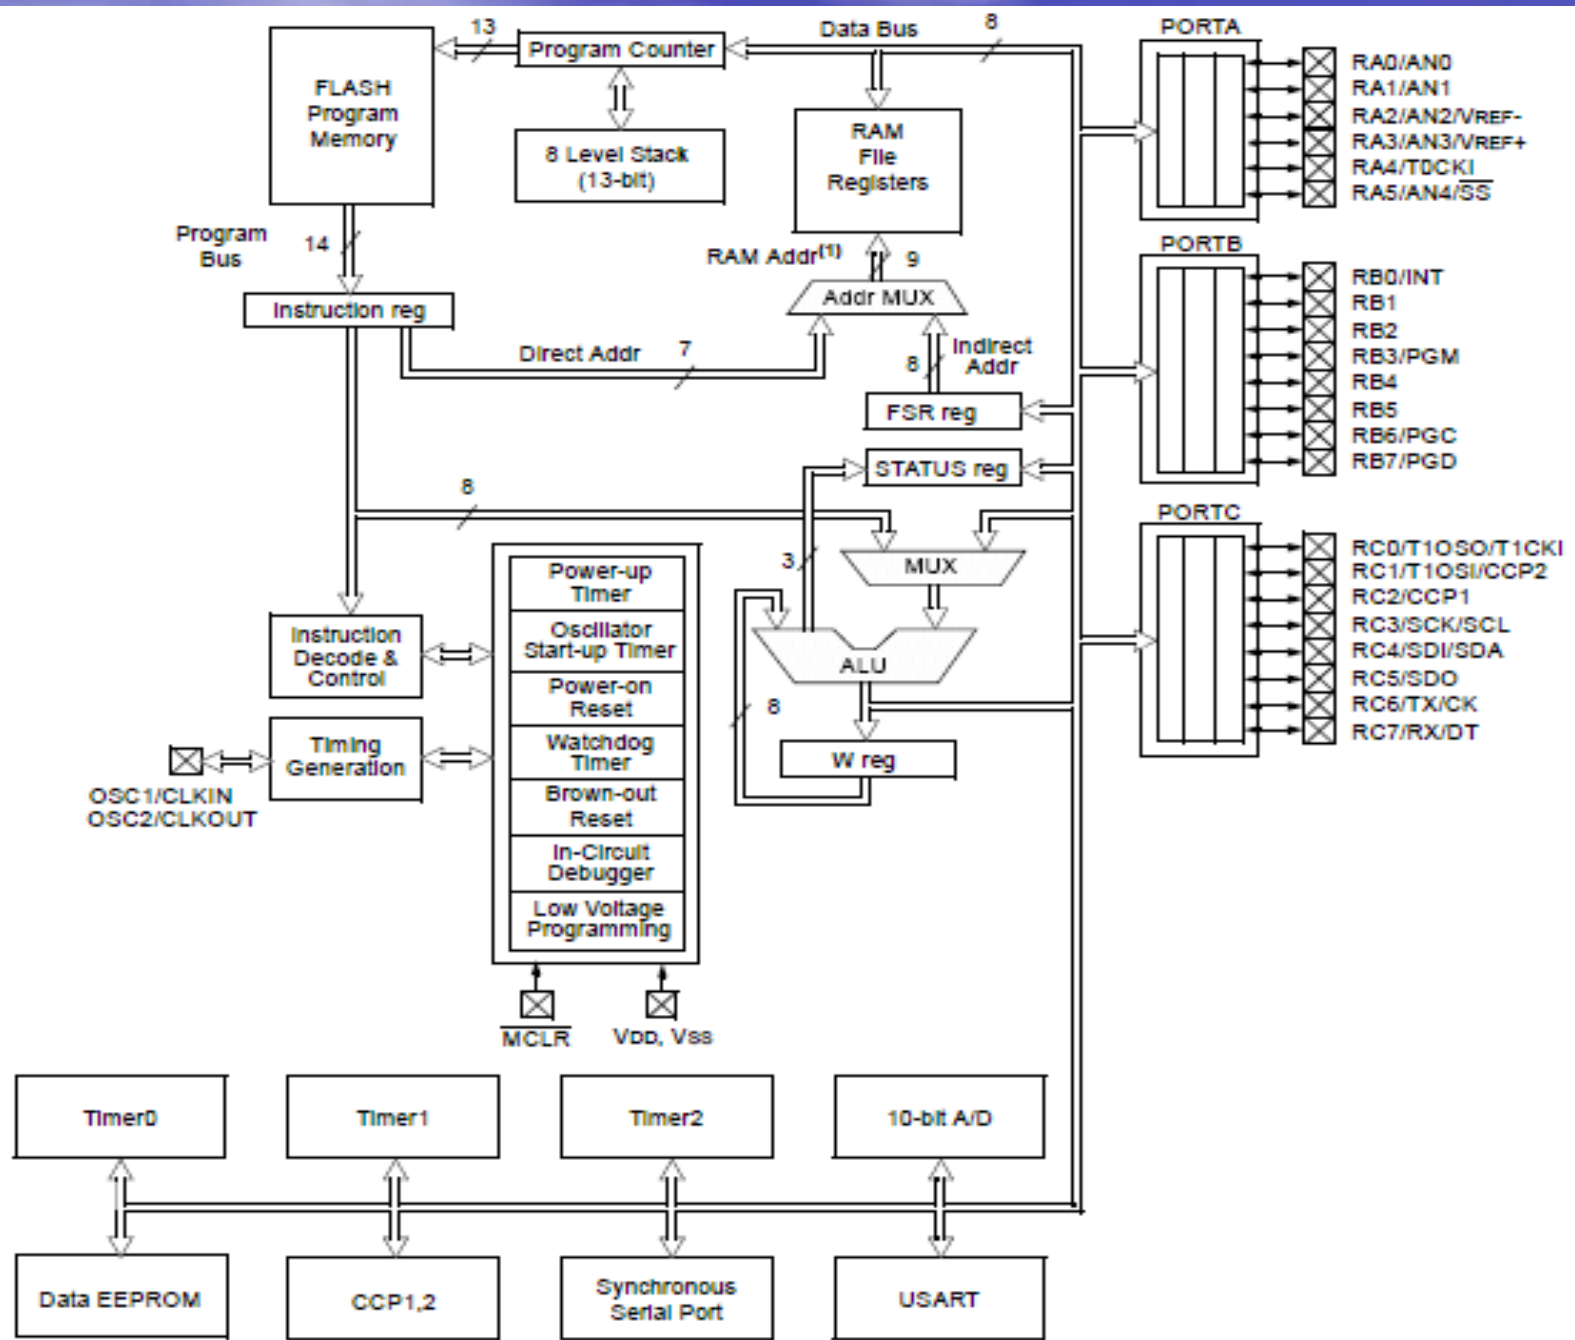 13
Data Bus
8
PORTA
Program Counter
FLASH
Program
Memory
8 Level Stack
(13-bit)
RAM
File
Registers
RA0/AN0
RA1/AN1
RA2/AN2/VREF-
RA3/AN3/VREF+
RA4/T0CKI
RA5/AN4/S̅S̅
Program
Bus
14
RAM Addr(1)
9
PORTB
Addr MUX
Instruction reg
Direct Addr
7
8
Indirect
Addr
FSR reg
RB0/INT
RB1
RB2
RB3/PGM
RB4
RB5
RB6/PGC
RB7/PGD
STATUS reg
8
PORTC
3
MUX
RC0/T1OSO/T1CKI
RC1/T1OSI/CCP2
RC2/CCP1
RC3/SCK/SCL
RC4/SDI/SDA
RC5/SDO
RC6/TX/CK
RC7/RX/DT
Power-up
Timer
Oscillator
Start-up Timer
Power-on
Reset
Watchdog
Timer
Brown-out
Reset
In-Circuit
Debugger
Low Voltage
Programming
Instruction
Decode &
Control
ALU
8
W reg
Timing
Generation
OSC1/CLKIN
OSC2/CLKOUT
M̅C̅L̅R̅
VDD, VSS
Timer0
Timer1
Timer2
10-bit A/D
Data EEPROM
CCP1,2
Synchronous
Serial Port
USART